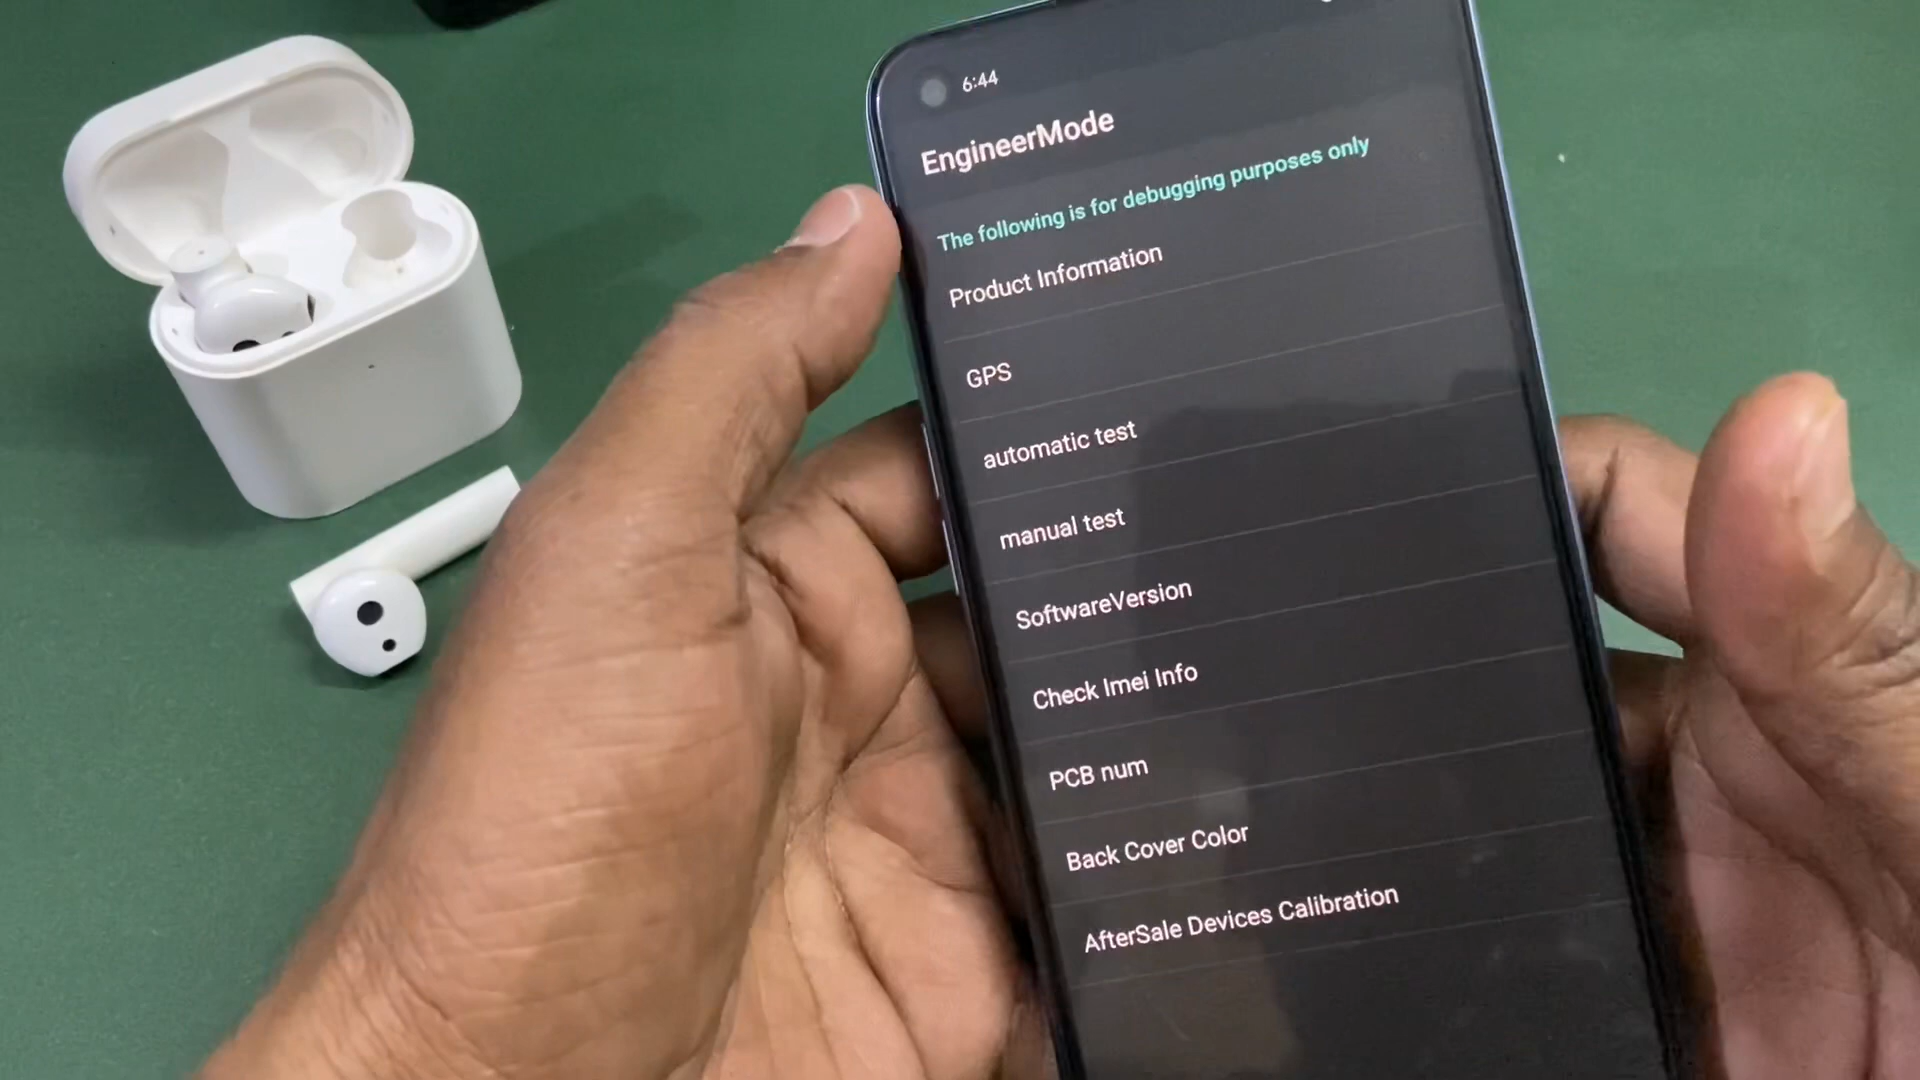 6:44
EngineerMode
The following is for debugging purposes only
Product Information
GPS
automatic test
manual test
SoftwareVersion
Check Imei Info
PCB num
Back Cover Color
AfterSale Devices Calibration